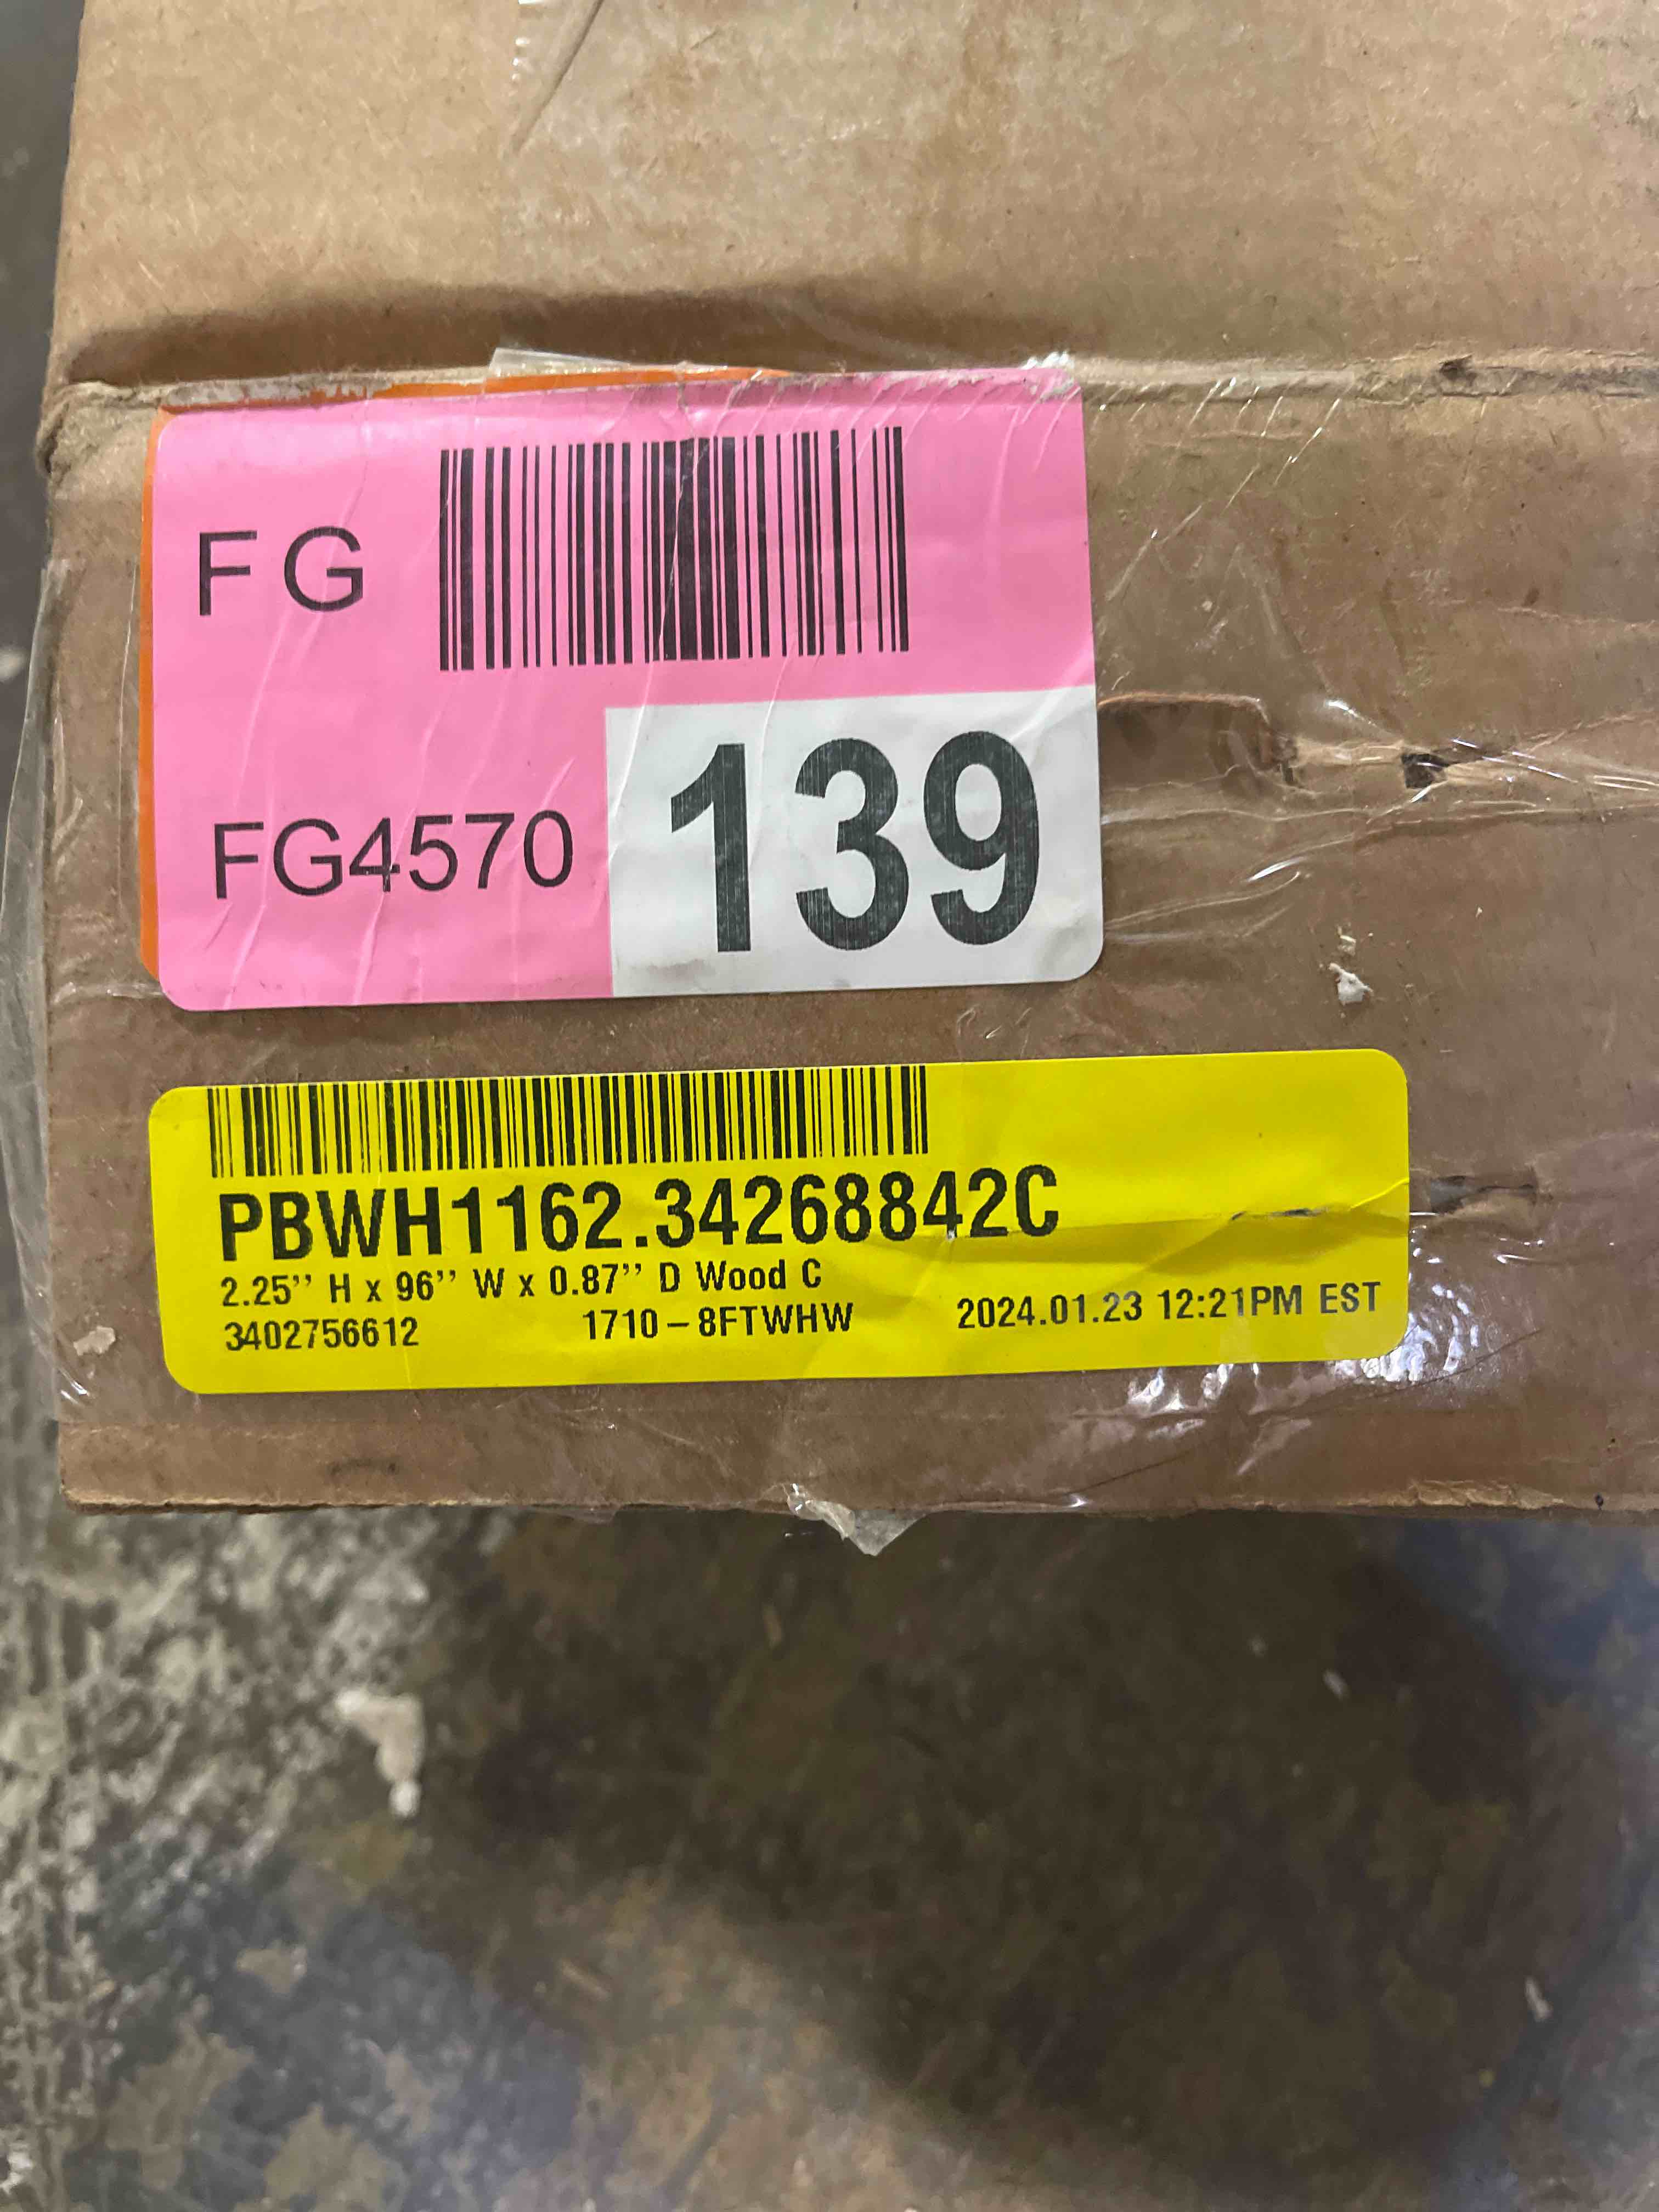 FG
FG4570
139
PBWH1162.34268842C
2.25’’ H x 96’’ W x 0.87’’ D Wood C
3402756612 1710-8FTWHW 2024.01.23 12:21PM EST